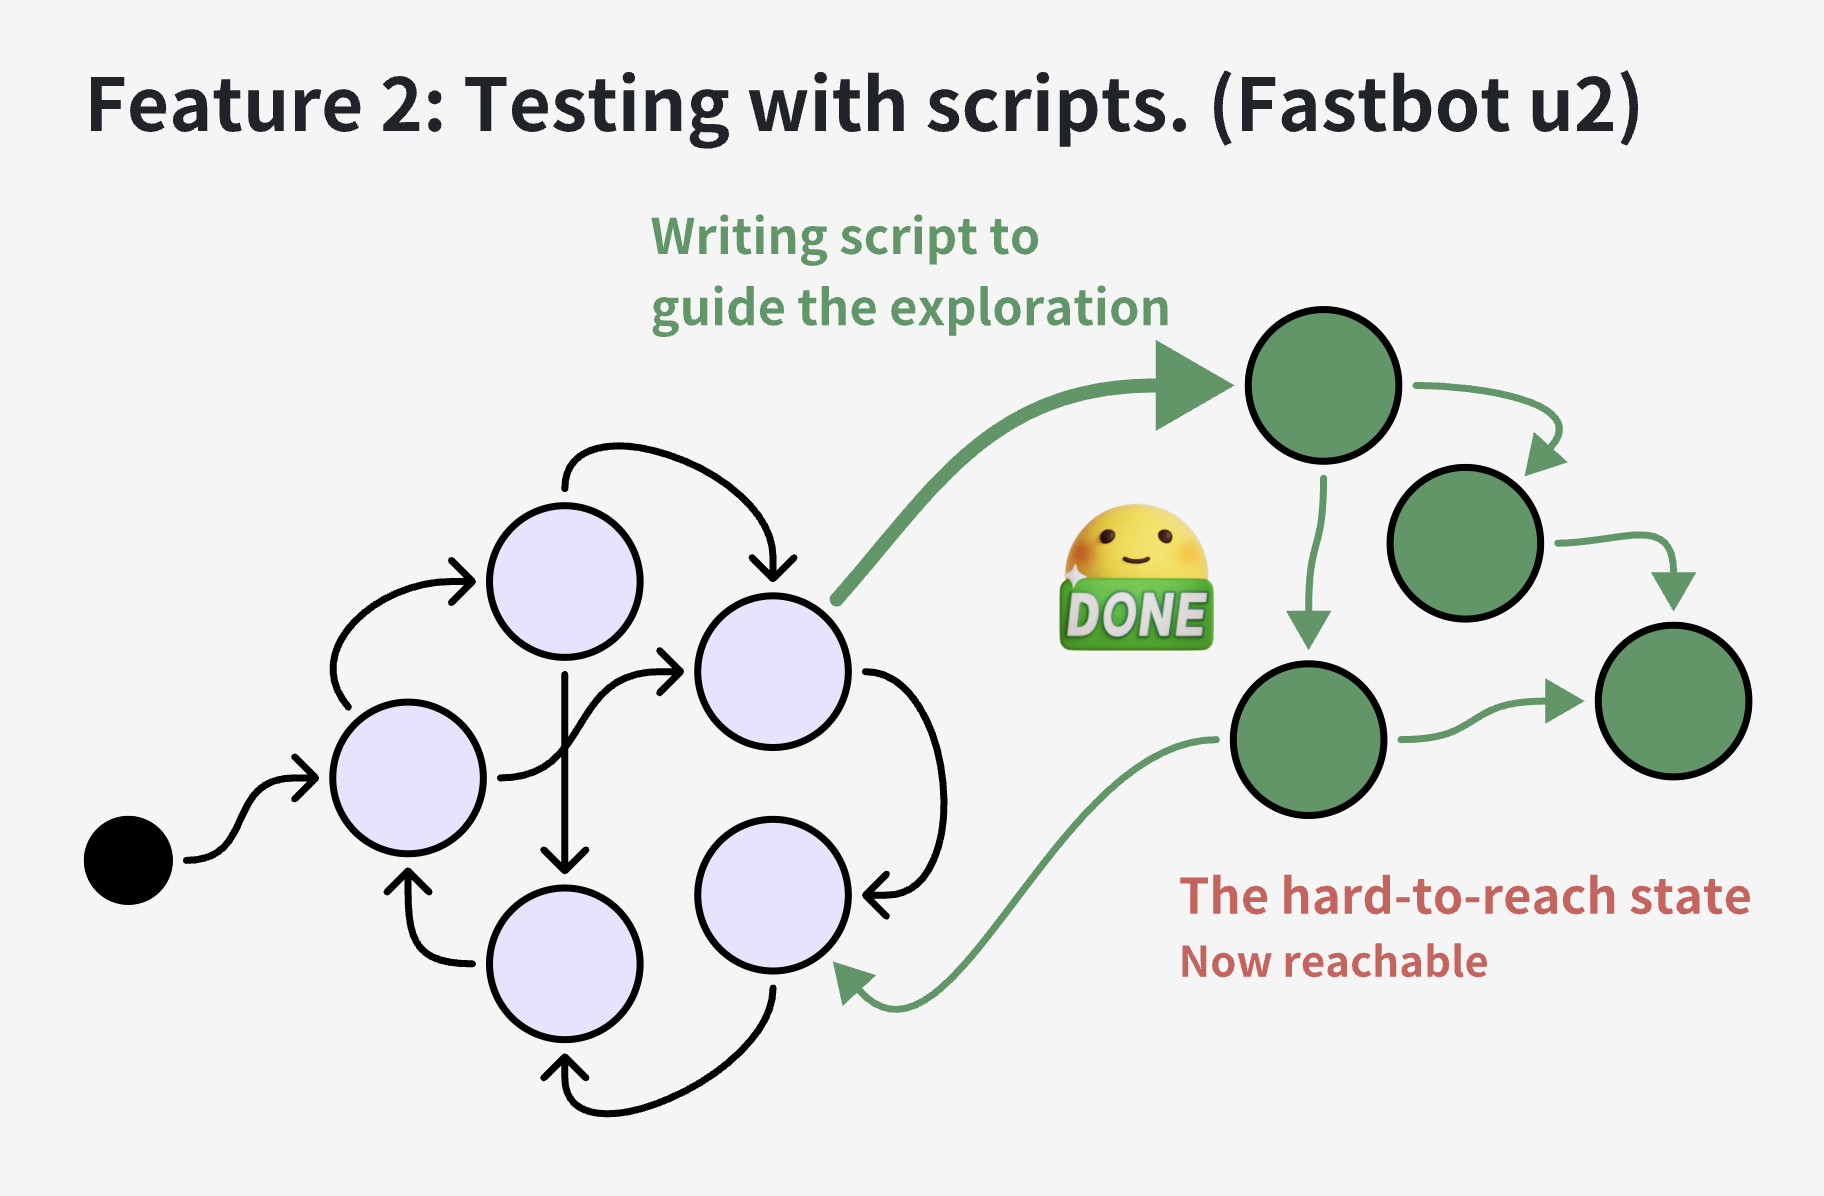 Feature 2: Testing with scripts. (Fastbot u2)
Writing script to
guide the exploration
DONE
The hard-to-reach state
Now reachable